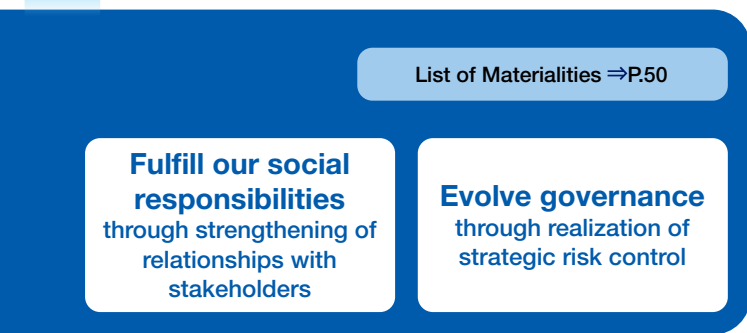 List of Materialities ⇒P.50
Fulfill our social
responsibilities
through strengthening of
relationships with
stakeholders
Evolve governance
through realization of
strategic risk control